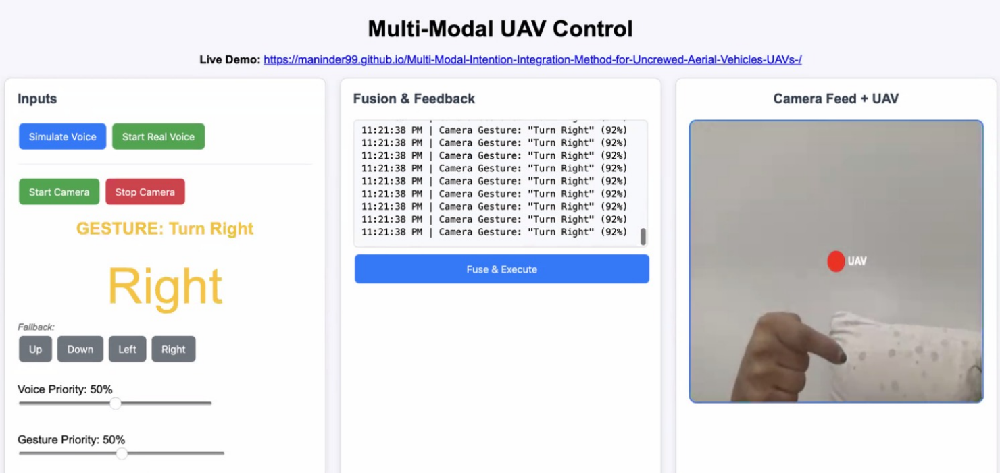 Multi-Modal UAV Control
Live Demo: https://maninder99.github.io/Multi-Modal-Intention-Integration-Method-for-Uncrewed-Aerial-Vehicles-UAVs-/
Inputs
Simulate Voice
Start Real Voice
Start Camera
Stop Camera
GESTURE: Turn Right
Right
Fallback:
Up
Down
Left
Right
Voice Priority: 50%
Gesture Priority: 50%
Fusion & Feedback
11:21:38 PM | Camera Gesture: "Turn Right" (92%)
11:21:38 PM | Camera Gesture: "Turn Right" (92%)
11:21:38 PM | Camera Gesture: "Turn Right" (92%)
11:21:38 PM | Camera Gesture: "Turn Right" (92%)
11:21:38 PM | Camera Gesture: "Turn Right" (92%)
11:21:38 PM | Camera Gesture: "Turn Right" (92%)
11:21:38 PM | Camera Gesture: "Turn Right" (92%)
11:21:38 PM | Camera Gesture: "Turn Right" (92%)
11:21:38 PM | Camera Gesture: "Turn Right" (92%)
Fuse & Execute
Camera Feed + UAV
UAV